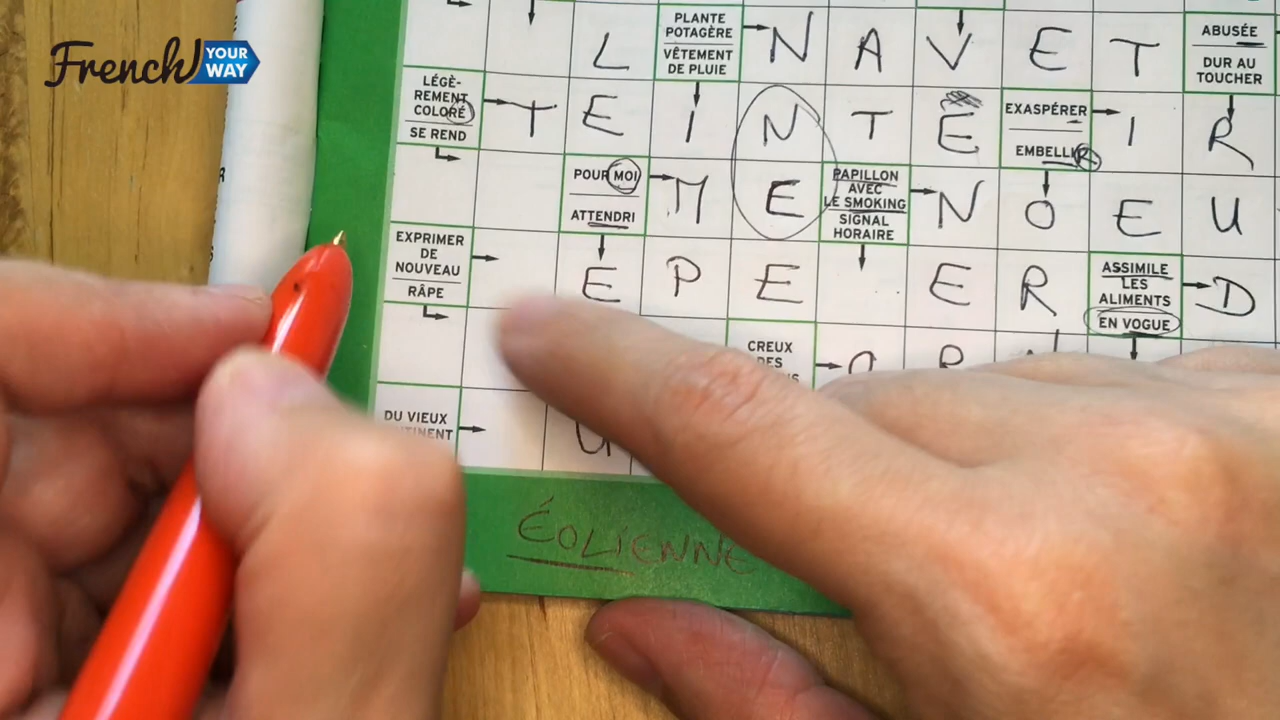 French YOUR WAY
PLANTE POTAGÈRE
VÊTEMENT DE PLUIE
ABUSÉE
DUR AU TOUCHER
L N A V E T
LÉGÈ-
REMENT
COLORÉ
SE REND
EXASPÉRER
EMBELLIR
T E I N T É I R
POUR MOI
ATTENDRI
PAPILLON
AVEC
LE SMOKING
SIGNAL
HORAIRE
M E N O E U
EXPRIMER
DE
NOUVEAU
RÂPE
ASSIMILE
LES
ALIMENTS
EN VOGUE
E P E E R D
CREUX
DU VIEUX
U
ÉOLIENNE